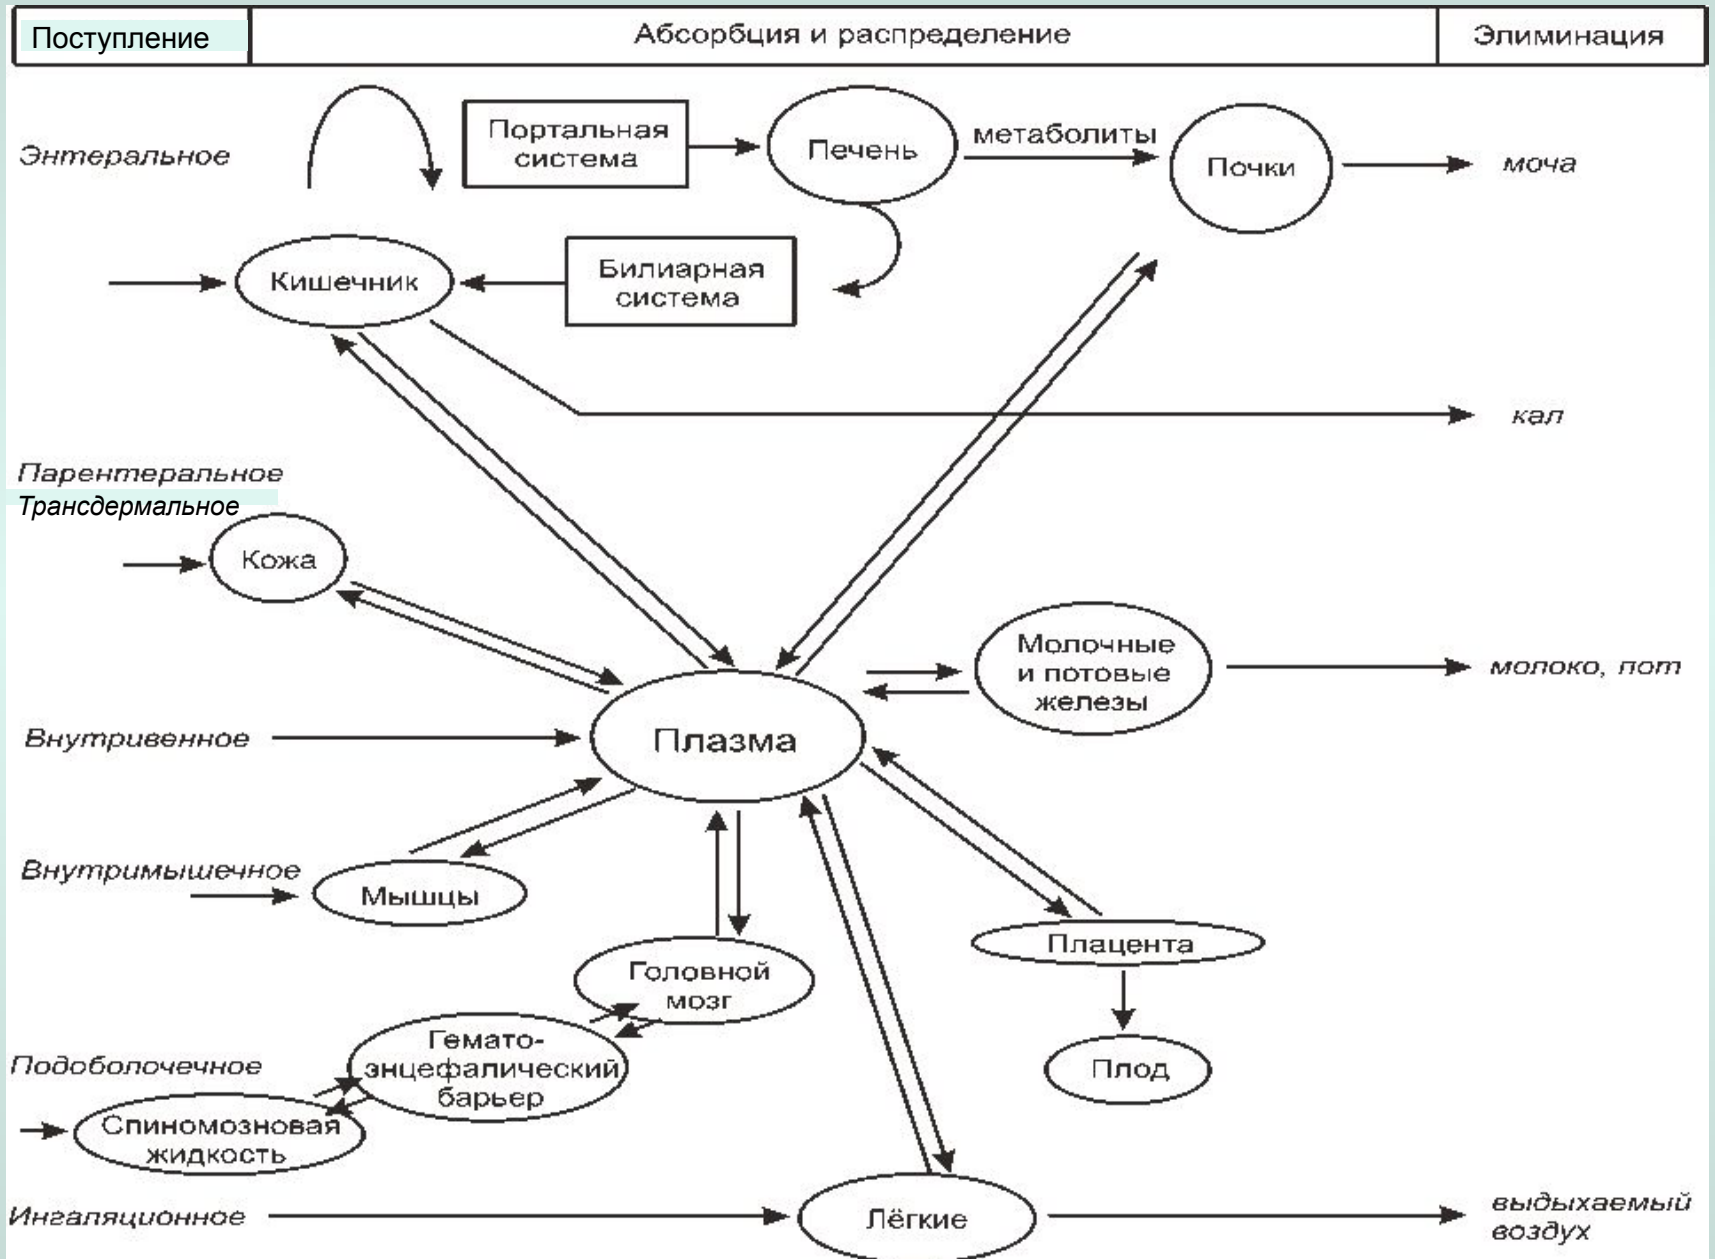 Поступление
Абсорбция и распределение
Элиминация
Энтеральное
Портальная
система
Печень
метаболиты
Почки
моча
Кишечник
Билиарная
система
кал
Парентеральное
Трансдермальное
Кожа
Молочные
и потовые
железы
молоко, пот
Внутривенное
Плазма
Внутримышечное
Мышцы
Плацента
Головной
мозг
Плод
Гемато-
энцефалический
барьер
Подоболочечное
Спиномозновая
жидкость
Ингаляционное
Лёгкие
выдыхаемый
воздух